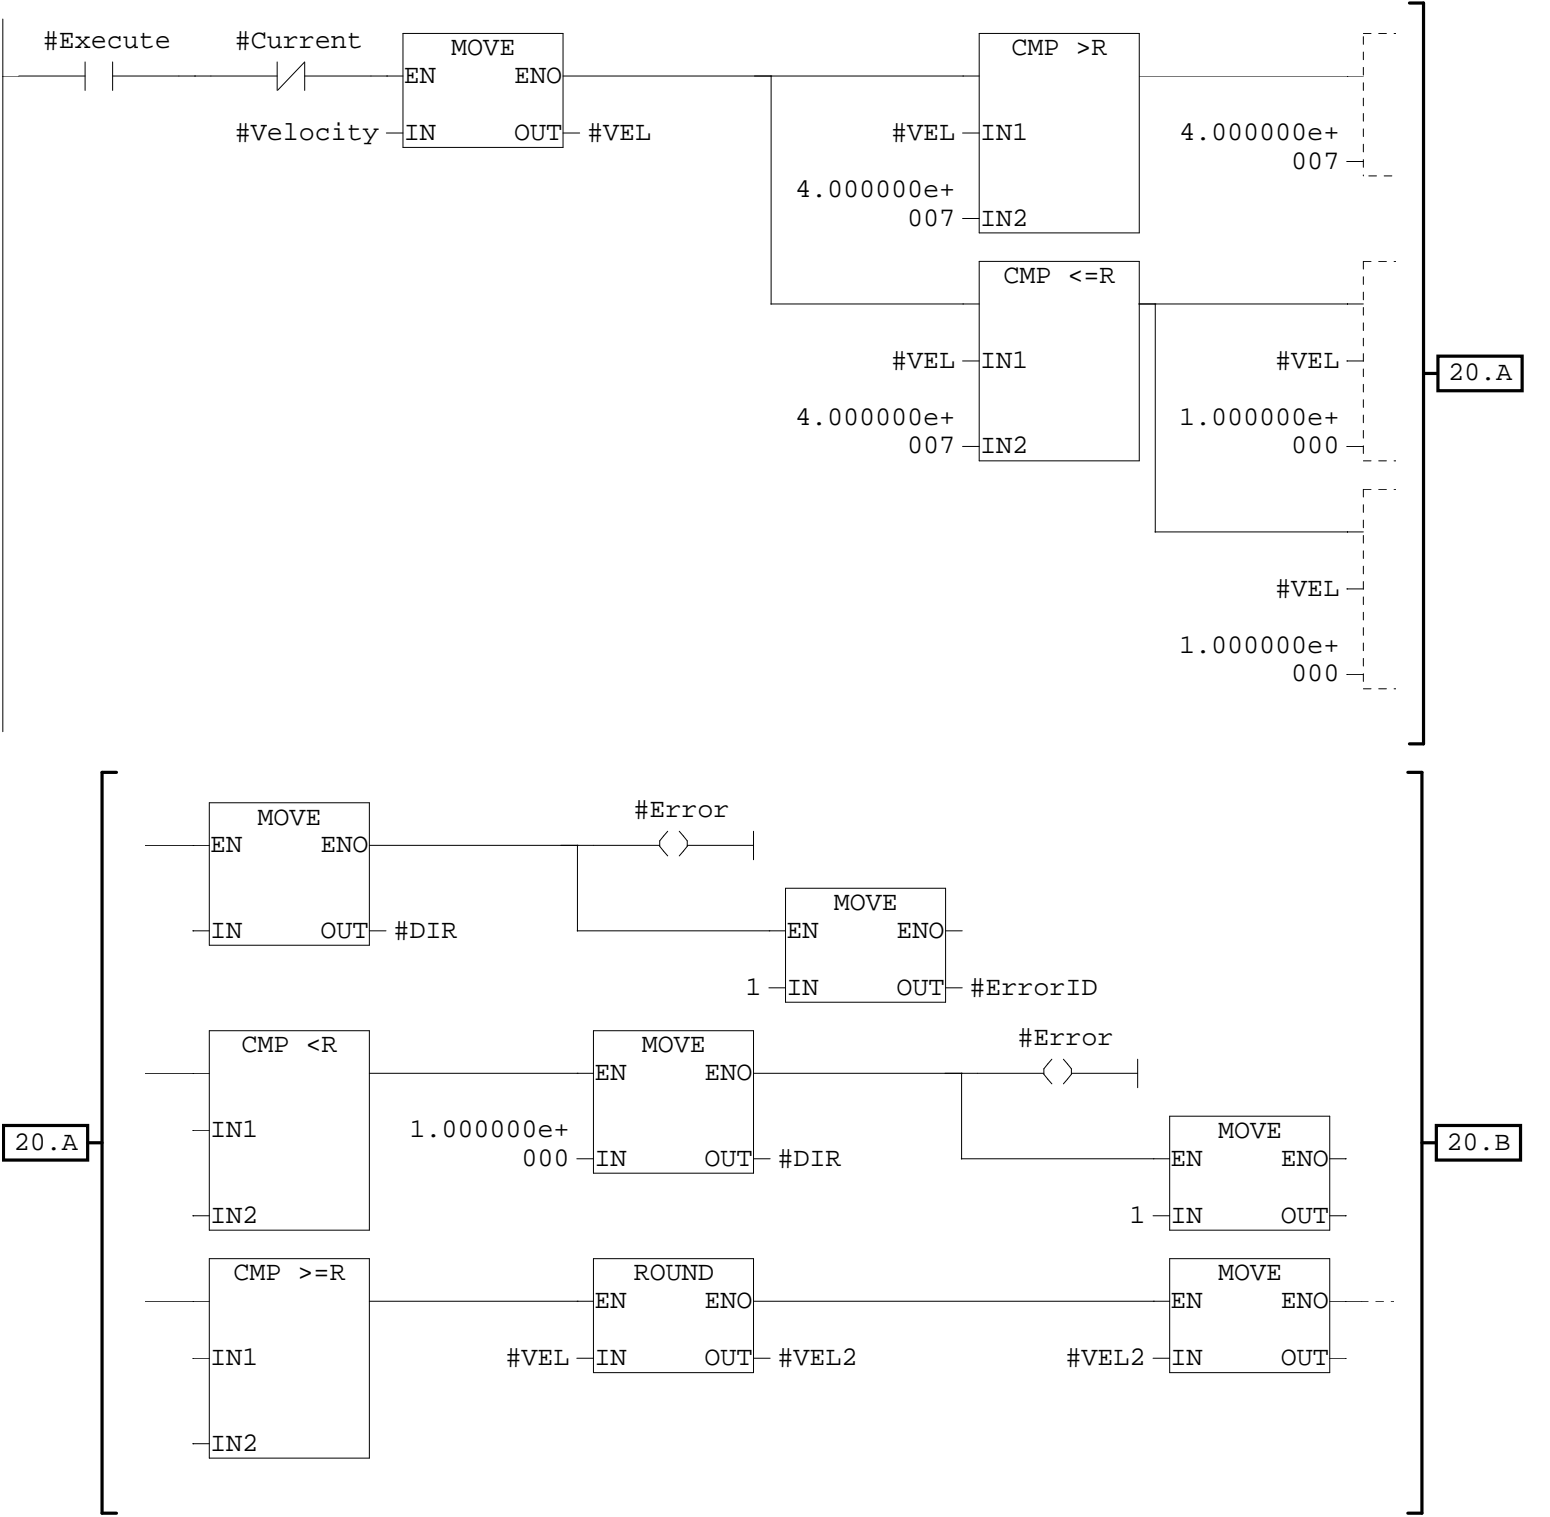 #Execute #Current MOVE CMP >R
EN ENO
#Velocity IN OUT #VEL #VEL IN1 4.000000e+
007
4.000000e+
007 IN2
CMP <=R
#VEL IN1 #VEL
20.A
4.000000e+ 1.000000e+
007 IN2 000
#VEL
1.000000e+
000
MOVE #Error
EN ENO
MOVE
IN OUT #DIR EN ENO
1 IN OUT #ErrorID
CMP <R MOVE #Error
EN ENO
IN1 1.000000e+ MOVE
20.A 20.B
000 IN OUT #DIR EN ENO
IN2 1 IN OUT
CMP >=R ROUND MOVE
EN ENO EN ENO
IN1 #VEL IN OUT #VEL2 #VEL2 IN OUT
IN2